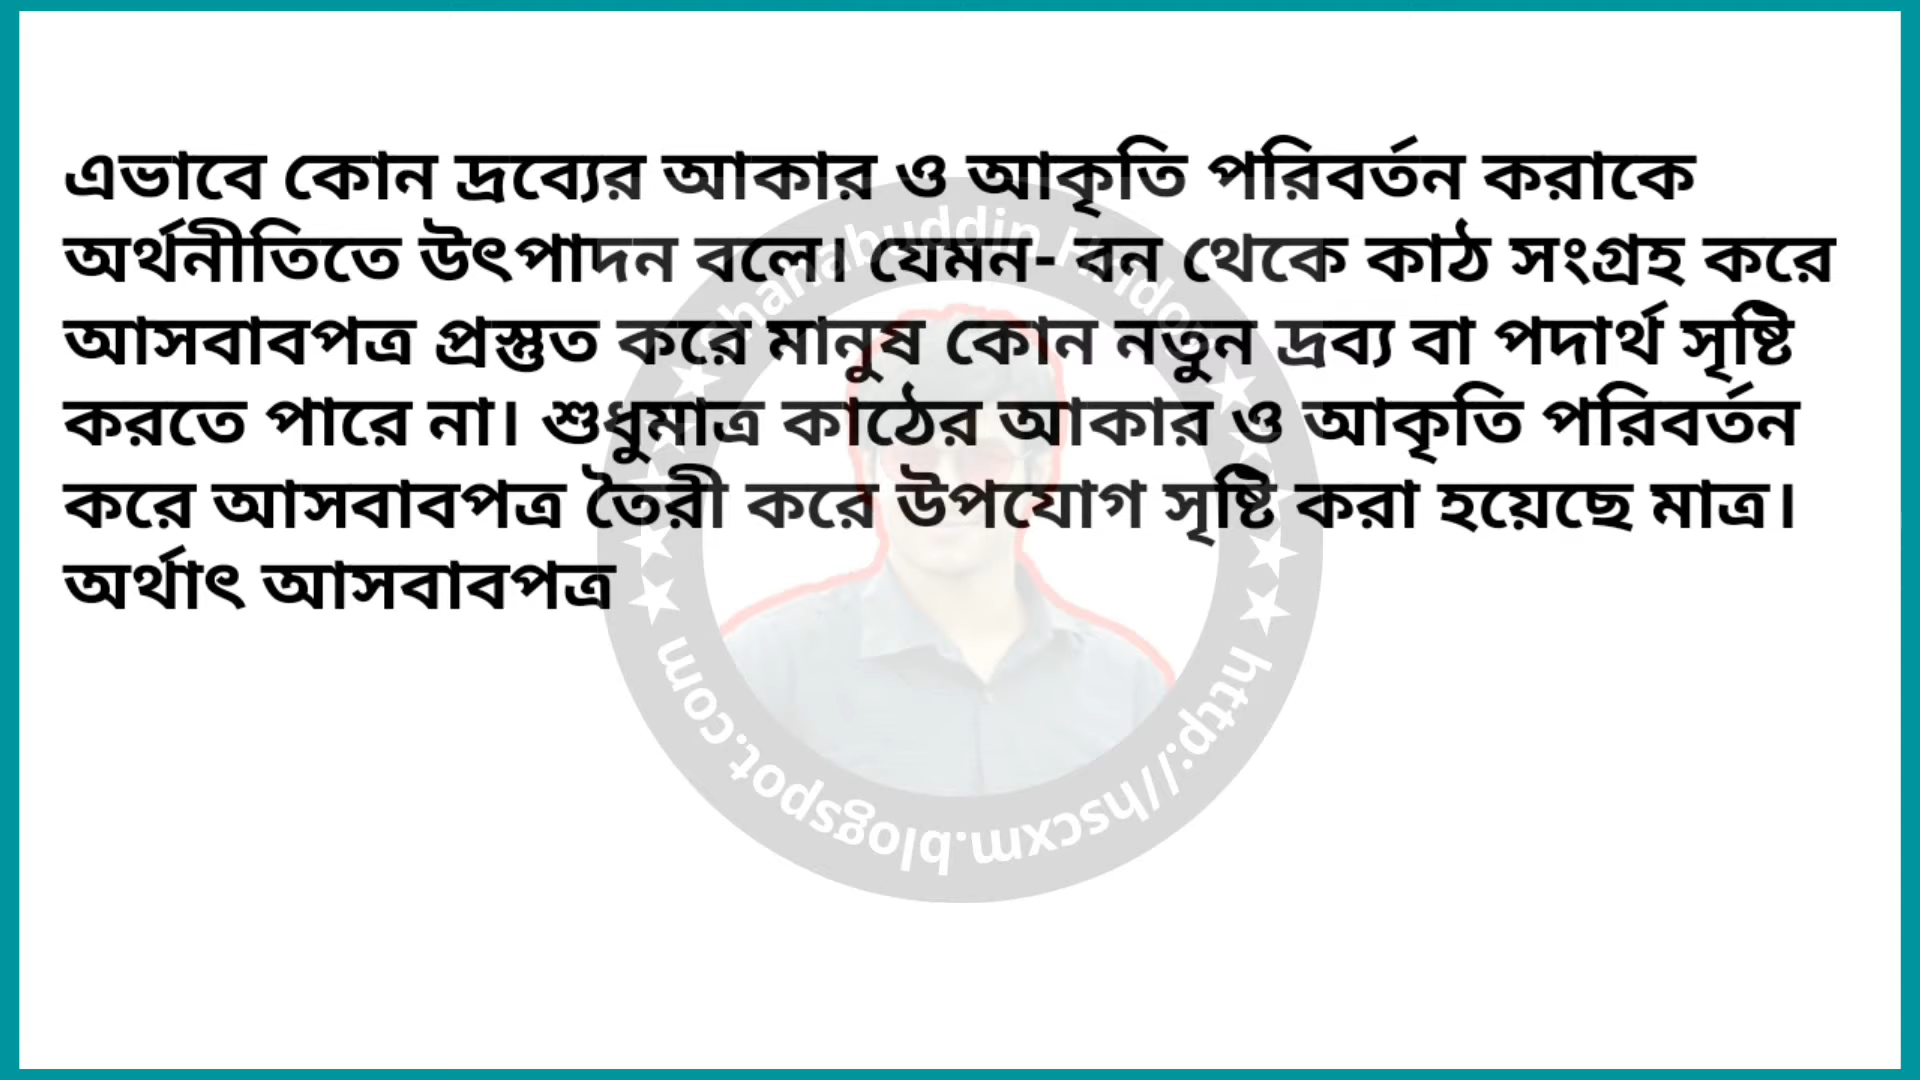 এভাবে কোন দ্রব্যের আকার ও আকৃতি পরিবর্তন করাকে
অর্থনীতিতে উৎপাদন বলে। যেমন- বন থেকে কাঠ সংগ্রহ করে
আসবাবপত্র প্রস্তুত করে মানুষ কোন নতুন দ্রব্য বা পদার্থ সৃষ্টি
করতে পারে না। শুধুমাত্র কাঠের আকার ও আকৃতি পরিবর্তন
করে আসবাবপত্র তৈরী করে উপযোগ সৃষ্টি করা হয়েছে মাত্র।
অর্থাৎ আসবাবপত্র
http://hscxm.blogspot.com